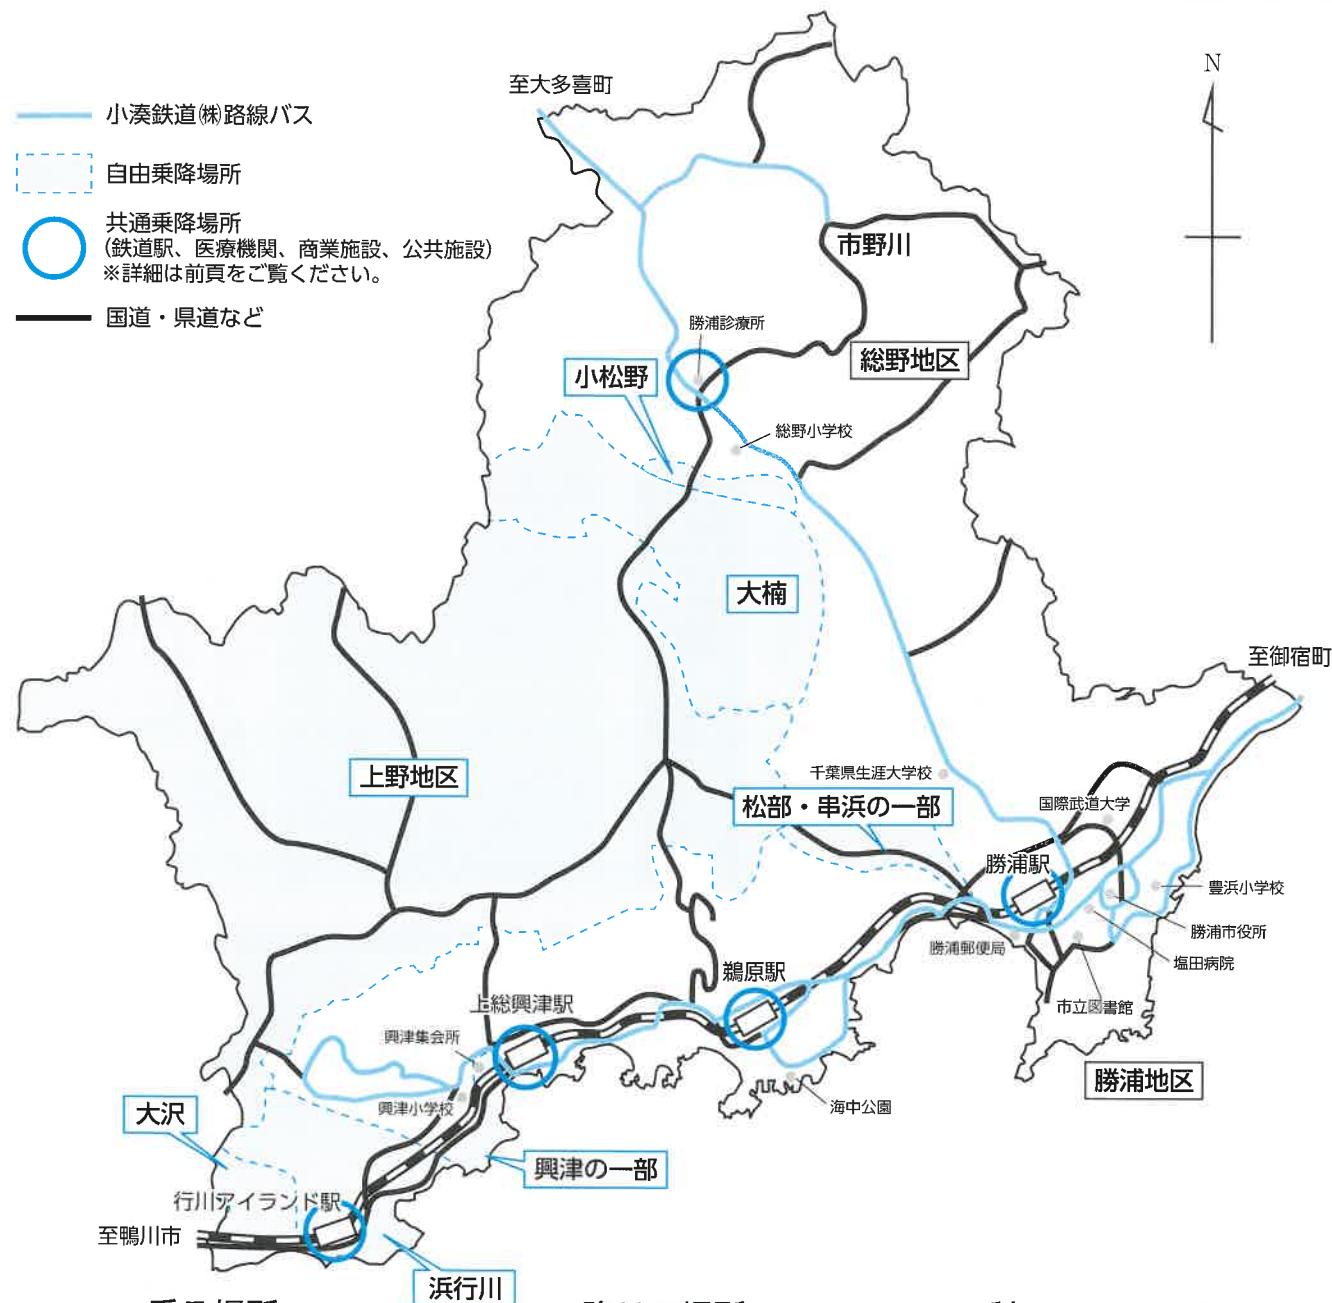 至大多喜町
N
小湊鉄道㈱路線バス
自由乗降場所
共通乗降場所
(鉄道駅、医療機関、商業施設、公共施設)
※詳細は前頁をご覧ください。
国道・県道など
市野川
勝浦診療所
総野地区
小松野
総野小学校
大楠
至御宿町
上野地区
千葉県生涯大学校
松部・串浜の一部
国際武道大学
勝浦駅
豊浜小学校
勝浦市役所
勝浦郵便局
塩田病院
鵜原駅
市立図書館
上総興津駅
興津集会所
勝浦地区
興津小学校
海中公園
大沢
興津の一部
行川アイランド駅
至鴨川市
浜行川